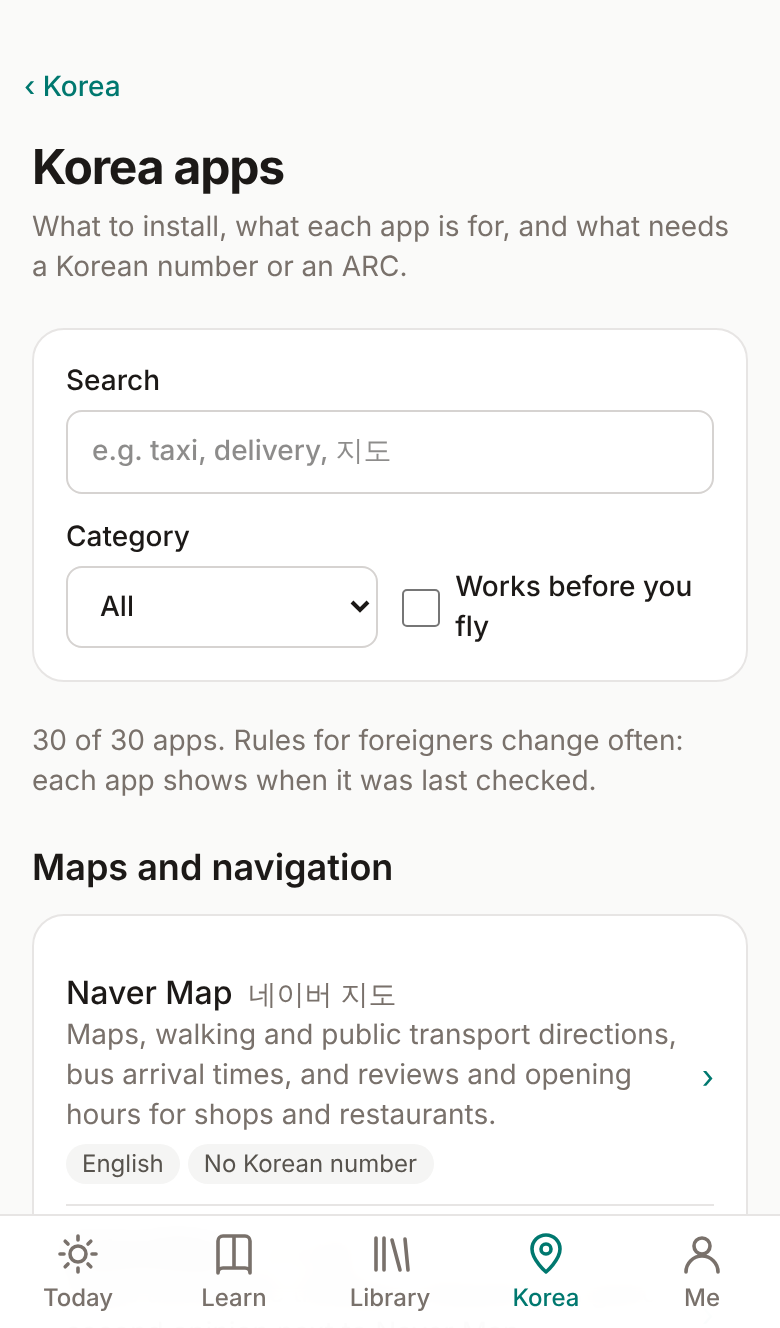 ‹ Korea
Korea apps
What to install, what each app is for, and what needs
a Korean number or an ARC.
Search
e.g. taxi, delivery, 지도
Category
All
Works before you
fly
30 of 30 apps. Rules for foreigners change often:
each app shows when it was last checked.
Maps and navigation
Naver Map 네이버 지도
Maps, walking and public transport directions,
bus arrival times, and reviews and opening
hours for shops and restaurants.
›
English No Korean number
Today Learn Library Korea Me